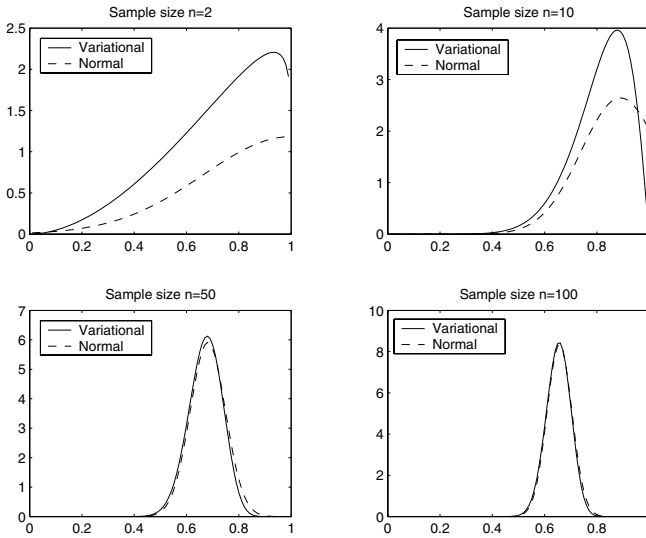 Sample size n=2
2.5
2
1.5
1
0.5
0
0 0.2 0.4 0.6 0.8 1
Variational
Normal
Sample size n=10
4
3
2
1
0
0 0.2 0.4 0.6 0.8
Variational
Normal
Sample size n=50
7
6
5
4
3
2
1
0
0 0.2 0.4 0.6 0.8 1
Variational
Normal
Sample size n=100
10
8
6
4
2
0
0 0.2 0.4 0.6 0.8
Variational
Normal